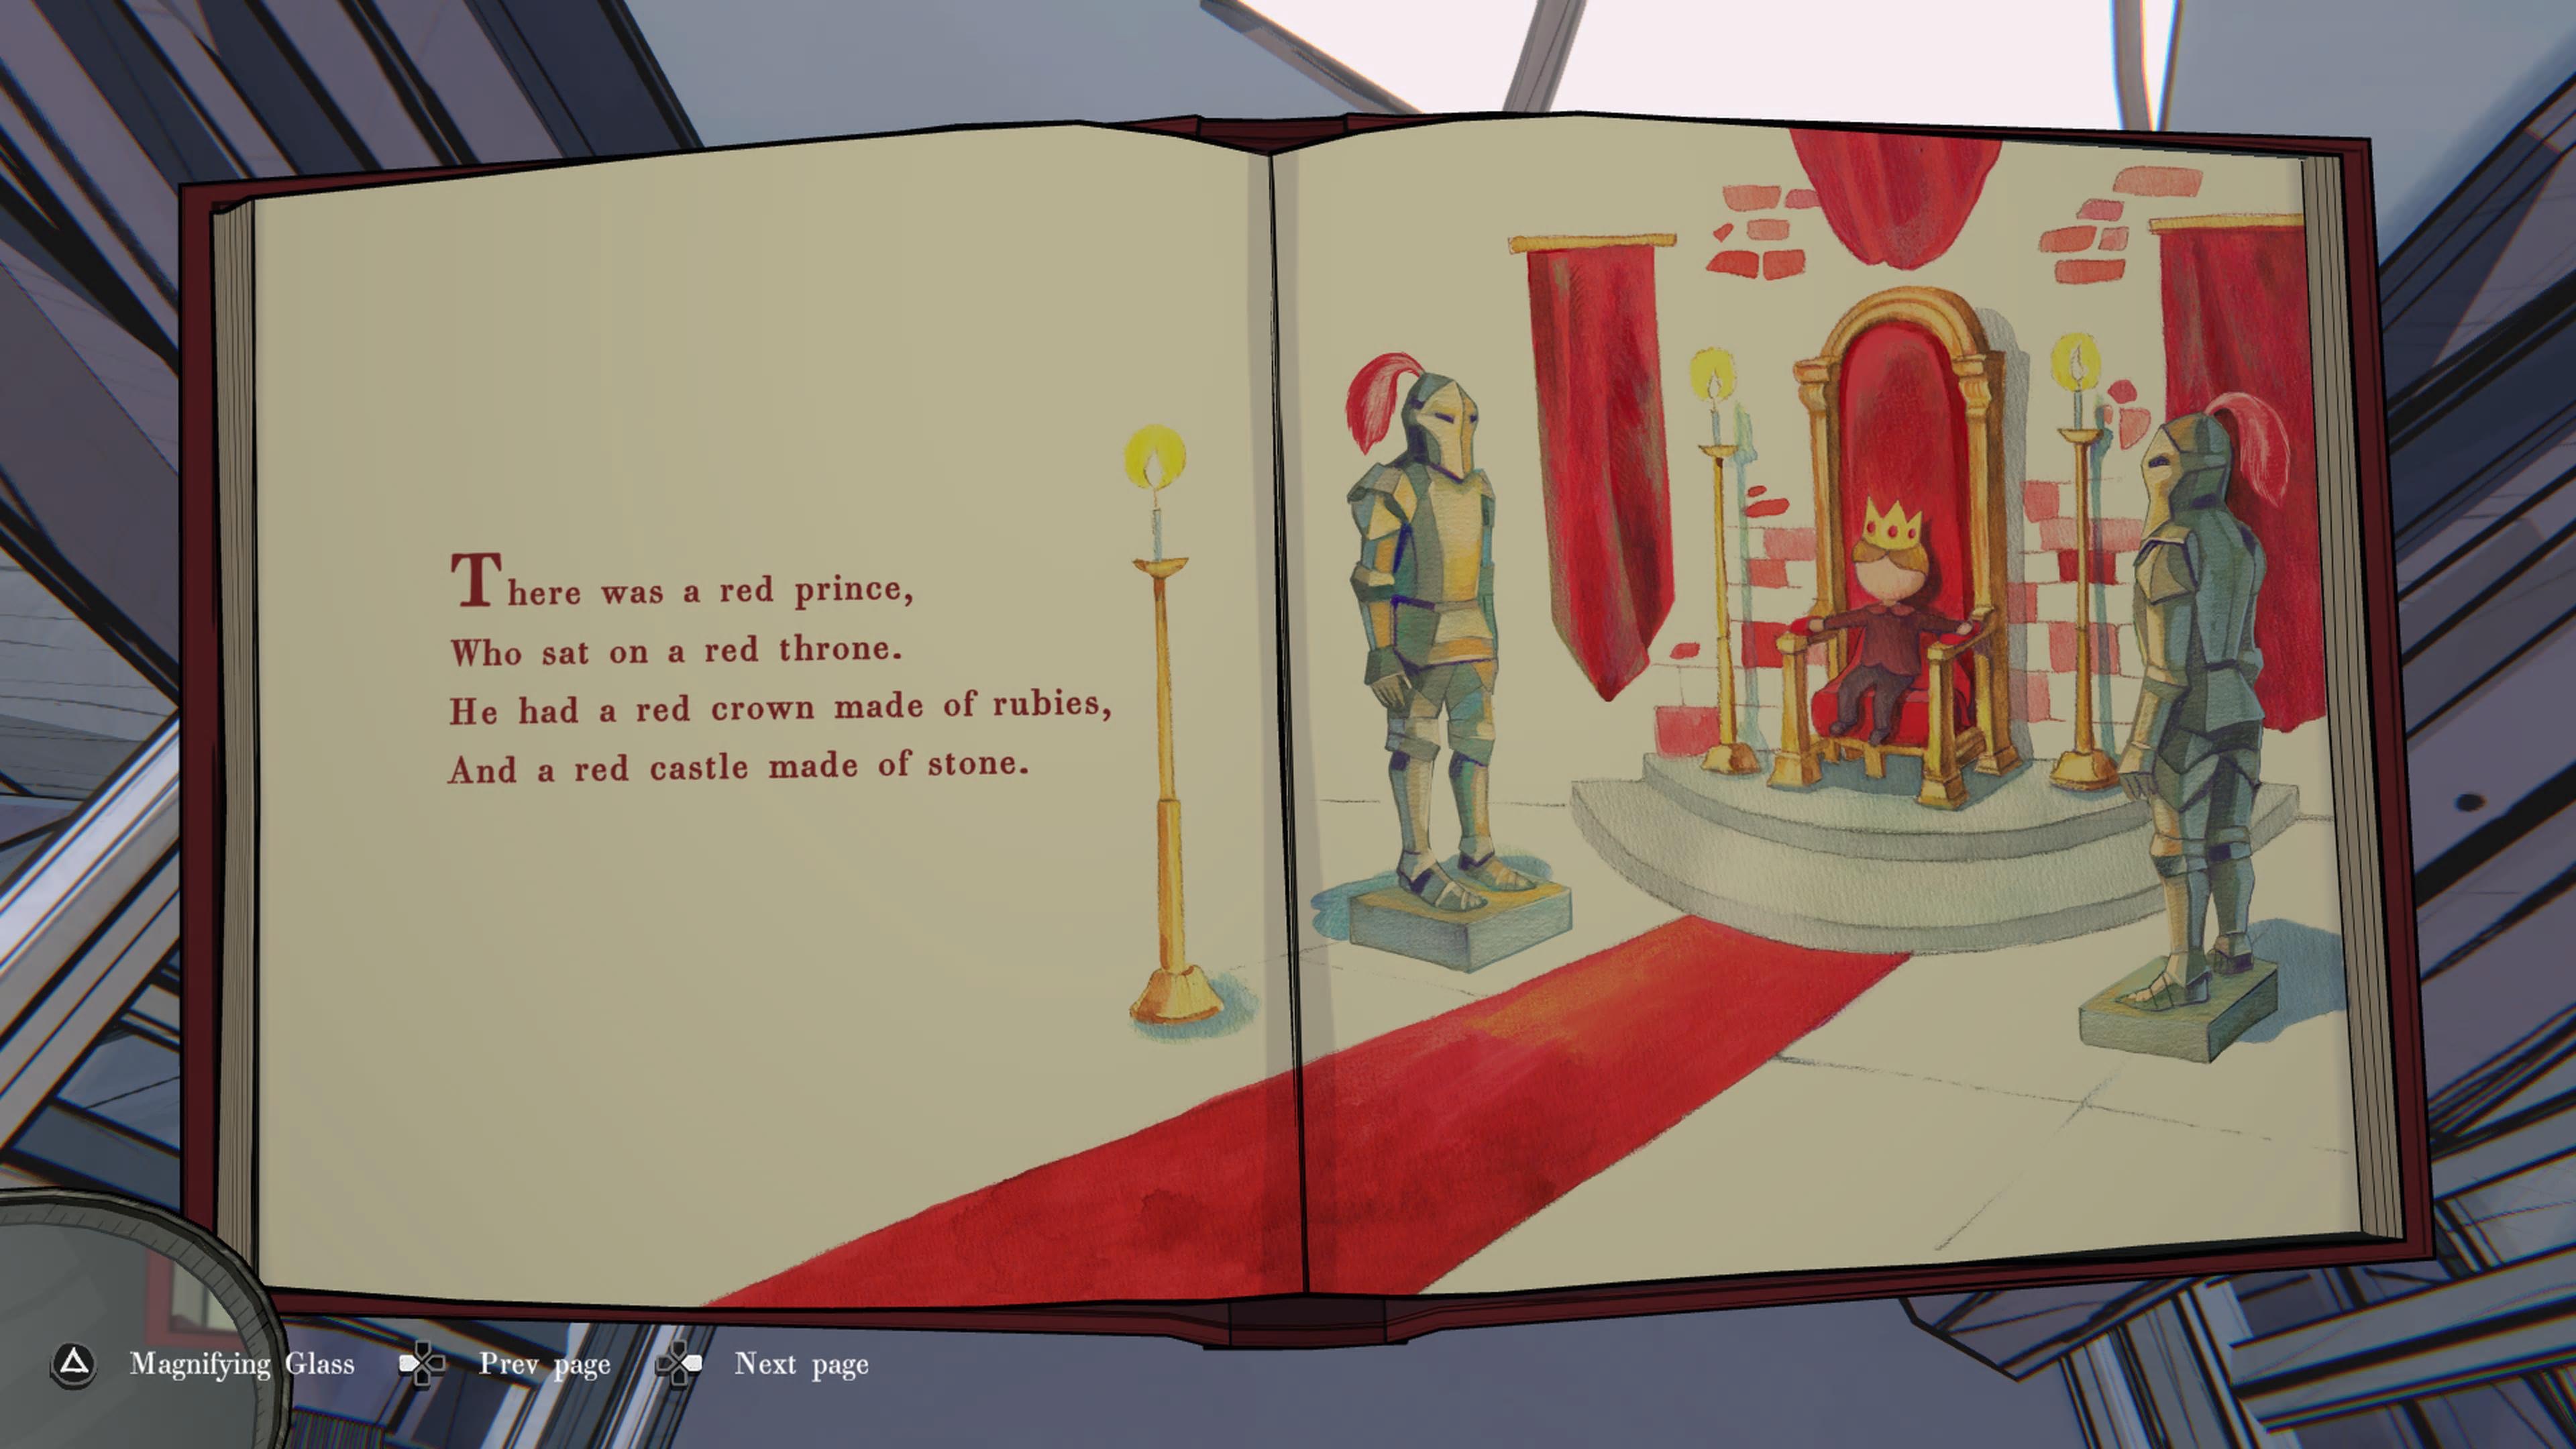 There was a red prince,
Who sat on a red throne.
He had a red crown made of rubies,
And a red castle made of stone.
Magnifying Glass Prev page Next page